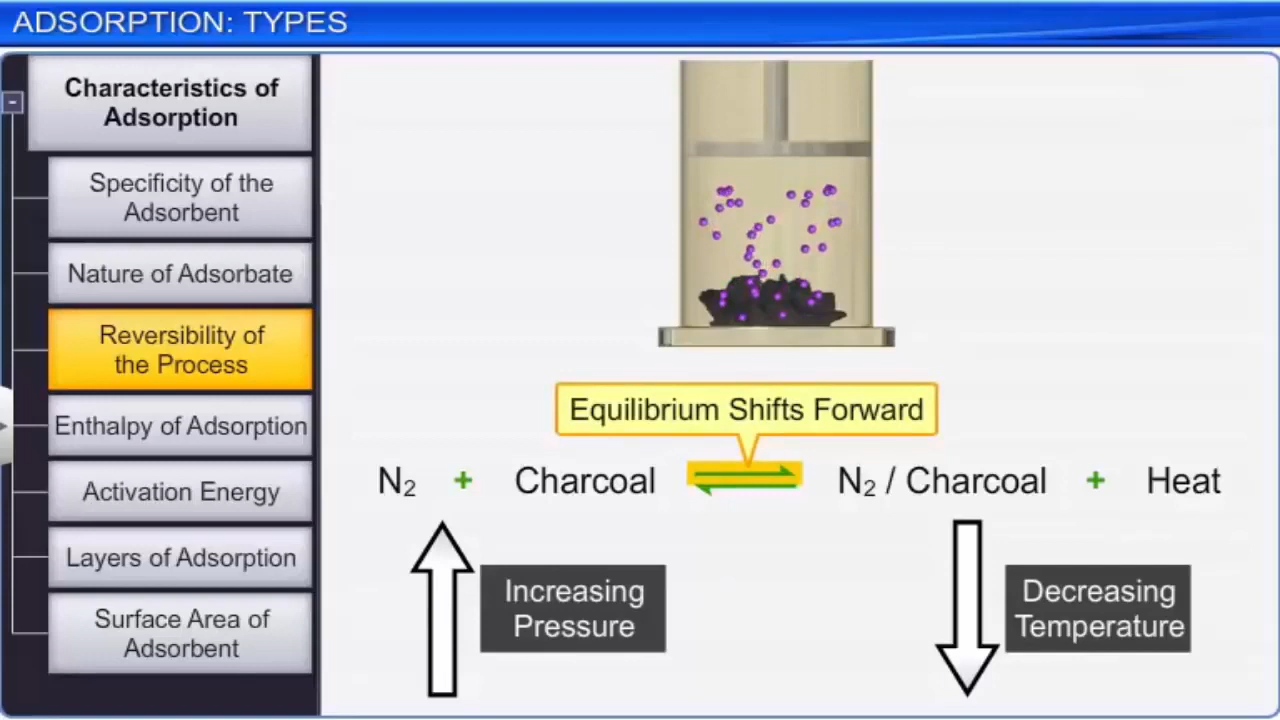 ADSORPTION: TYPES
Characteristics of
Adsorption
Specificity of the
Adsorbent
Nature of Adsorbate
Reversibility of
the Process
Enthalpy of Adsorption
Activation Energy
Layers of Adsorption
Surface Area of
Adsorbent
Equilibrium Shifts Forward
N₂ + Charcoal ⇌ N₂ / Charcoal + Heat
Increasing
Pressure
Decreasing
Temperature